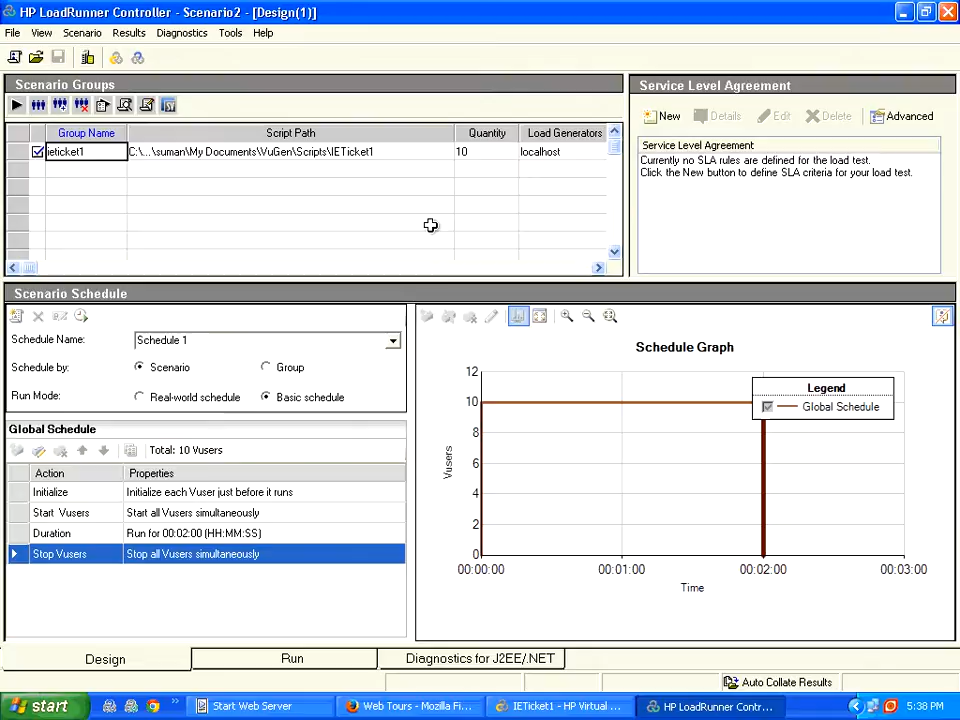 HP LoadRunner Controller - Scenario2 - [Design(1)]
File View Scenario Results Diagnostics Tools Help
Scenario Groups
Group Name Script Path Quantity Load Generators
ieticket1 C:\...\suman\My Documents\VuGen\Scripts\IETicket1 10 localhost
Service Level Agreement
New Details Edit Delete Advanced
Service Level Agreement
Currently no SLA rules are defined for the load test.
Click the New button to define SLA criteria for your load test.
Scenario Schedule
Schedule Name: Schedule 1
Schedule by: Scenario Group
Run Mode: Real-world schedule Basic schedule
Global Schedule
Total: 10 Vusers
Action Properties
Initialize Initialize each Vuser just before it runs
Start Vusers Start all Vusers simultaneously
Duration Run for 00:02:00 (HH:MM:SS)
Stop Vusers Stop all Vusers simultaneously
Schedule Graph
Legend
Global Schedule
Vusers
12
10
8
6
4
2
0
00:00:00 00:01:00 00:02:00 00:03:00
Time
Design Run Diagnostics for J2EE/.NET
Auto Collate Results
start Start Web Server Web Tours - Mozilla Fi... IETicket1 - HP Virtual ... HP LoadRunner Contr... 5:38 PM